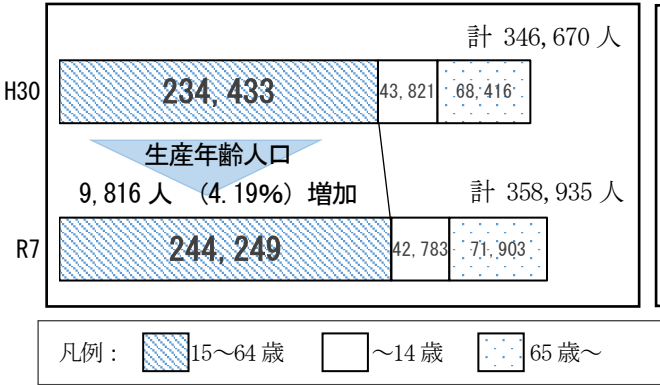 計 346,670 人
H30
234,433 43,821 68,416
生産年齢人口
9,816 人 (4.19%) 増加
計 358,935 人
R7
244,249 42,783 71,903
凡例: 15~64 歳 ~14 歳 65 歳~